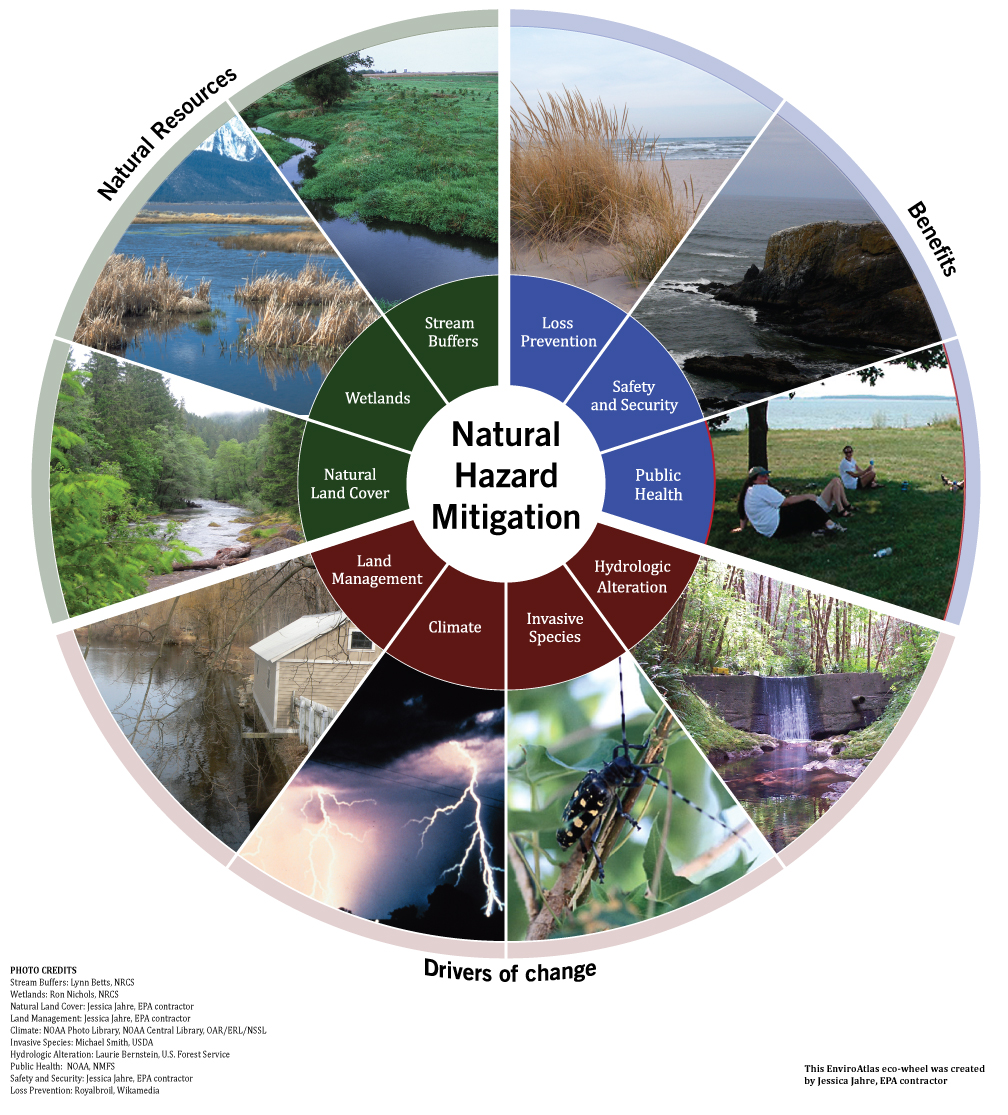 Natural Resources
Benefits
Stream
Buffers
Loss
Prevention
Wetlands
Safety
and Security
Natural
Land Cover
Natural
Hazard
Mitigation
Public
Health
Land
Management
Hydrologic
Alteration
Climate
Invasive
Species
Drivers of change
PHOTO CREDITS
Stream Buffers: Lynn Betts, NRCS
Wetlands: Ron Nichols, NRCS
Natural Land Cover: Jessica Jahre, EPA contractor
Land Management: Jessica Jahre, EPA contractor
Climate: NOAA Photo Library, NOAA Central Library, OAR/ERL/NSSL
Invasive Species: Michael Smith, USDA
Hydrologic Alteration: Laurie Bernstein, U.S. Forest Service
Public Health:  NOAA, NMFS
Safety and Security: Jessica Jahre, EPA contractor
Loss Prevention: Royalbroil, Wikamedia
This EnviroAtlas eco-wheel was created
by Jessica Jahre, EPA contractor